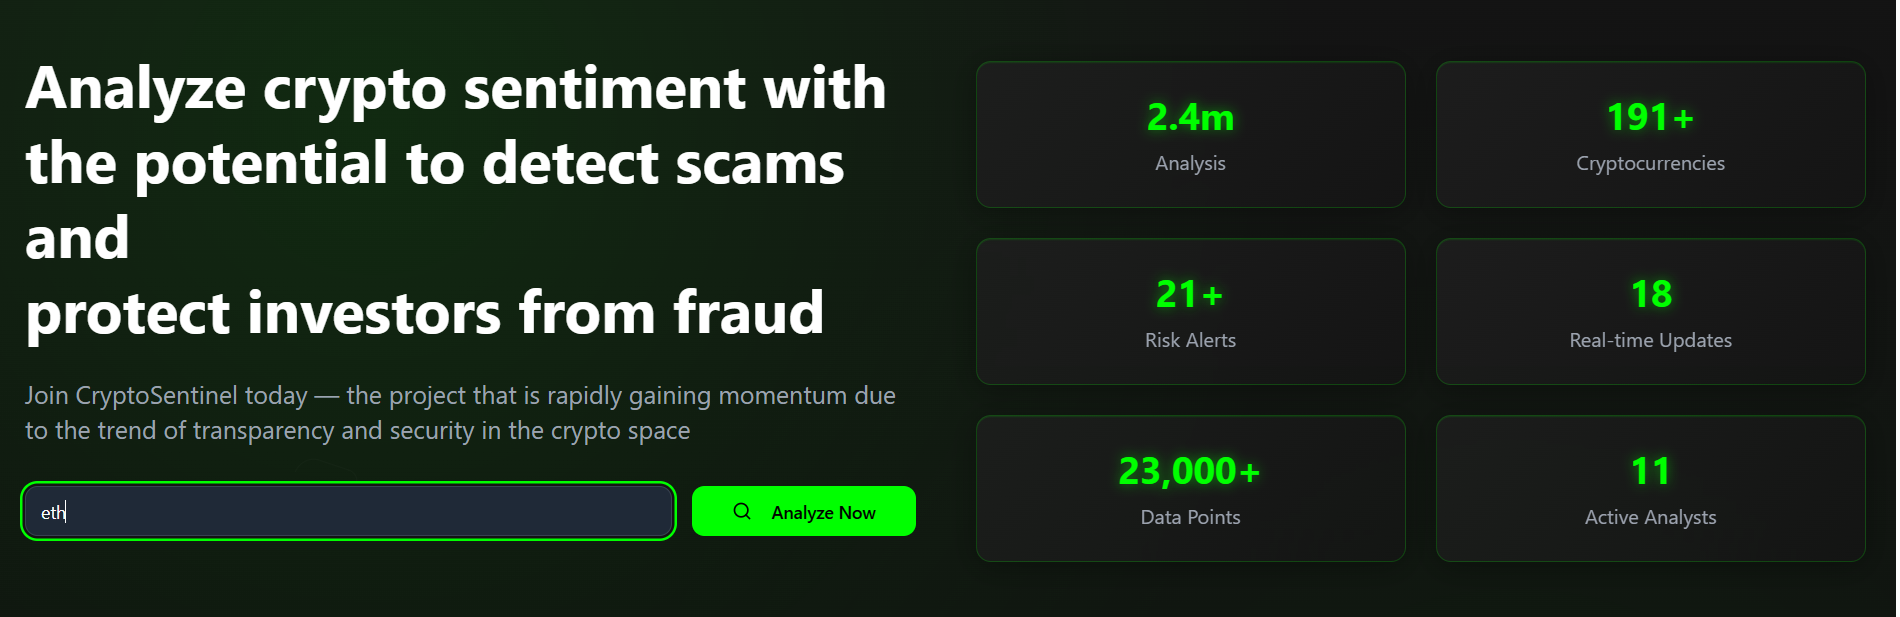 Analyze crypto sentiment with
the potential to detect scams
and
protect investors from fraud
Join CryptoSentinel today — the project that is rapidly gaining momentum due
to the trend of transparency and security in the crypto space
eth
Analyze Now
2.4m
Analysis
191+
Cryptocurrencies
21+
Risk Alerts
18
Real-time Updates
23,000+
Data Points
11
Active Analysts